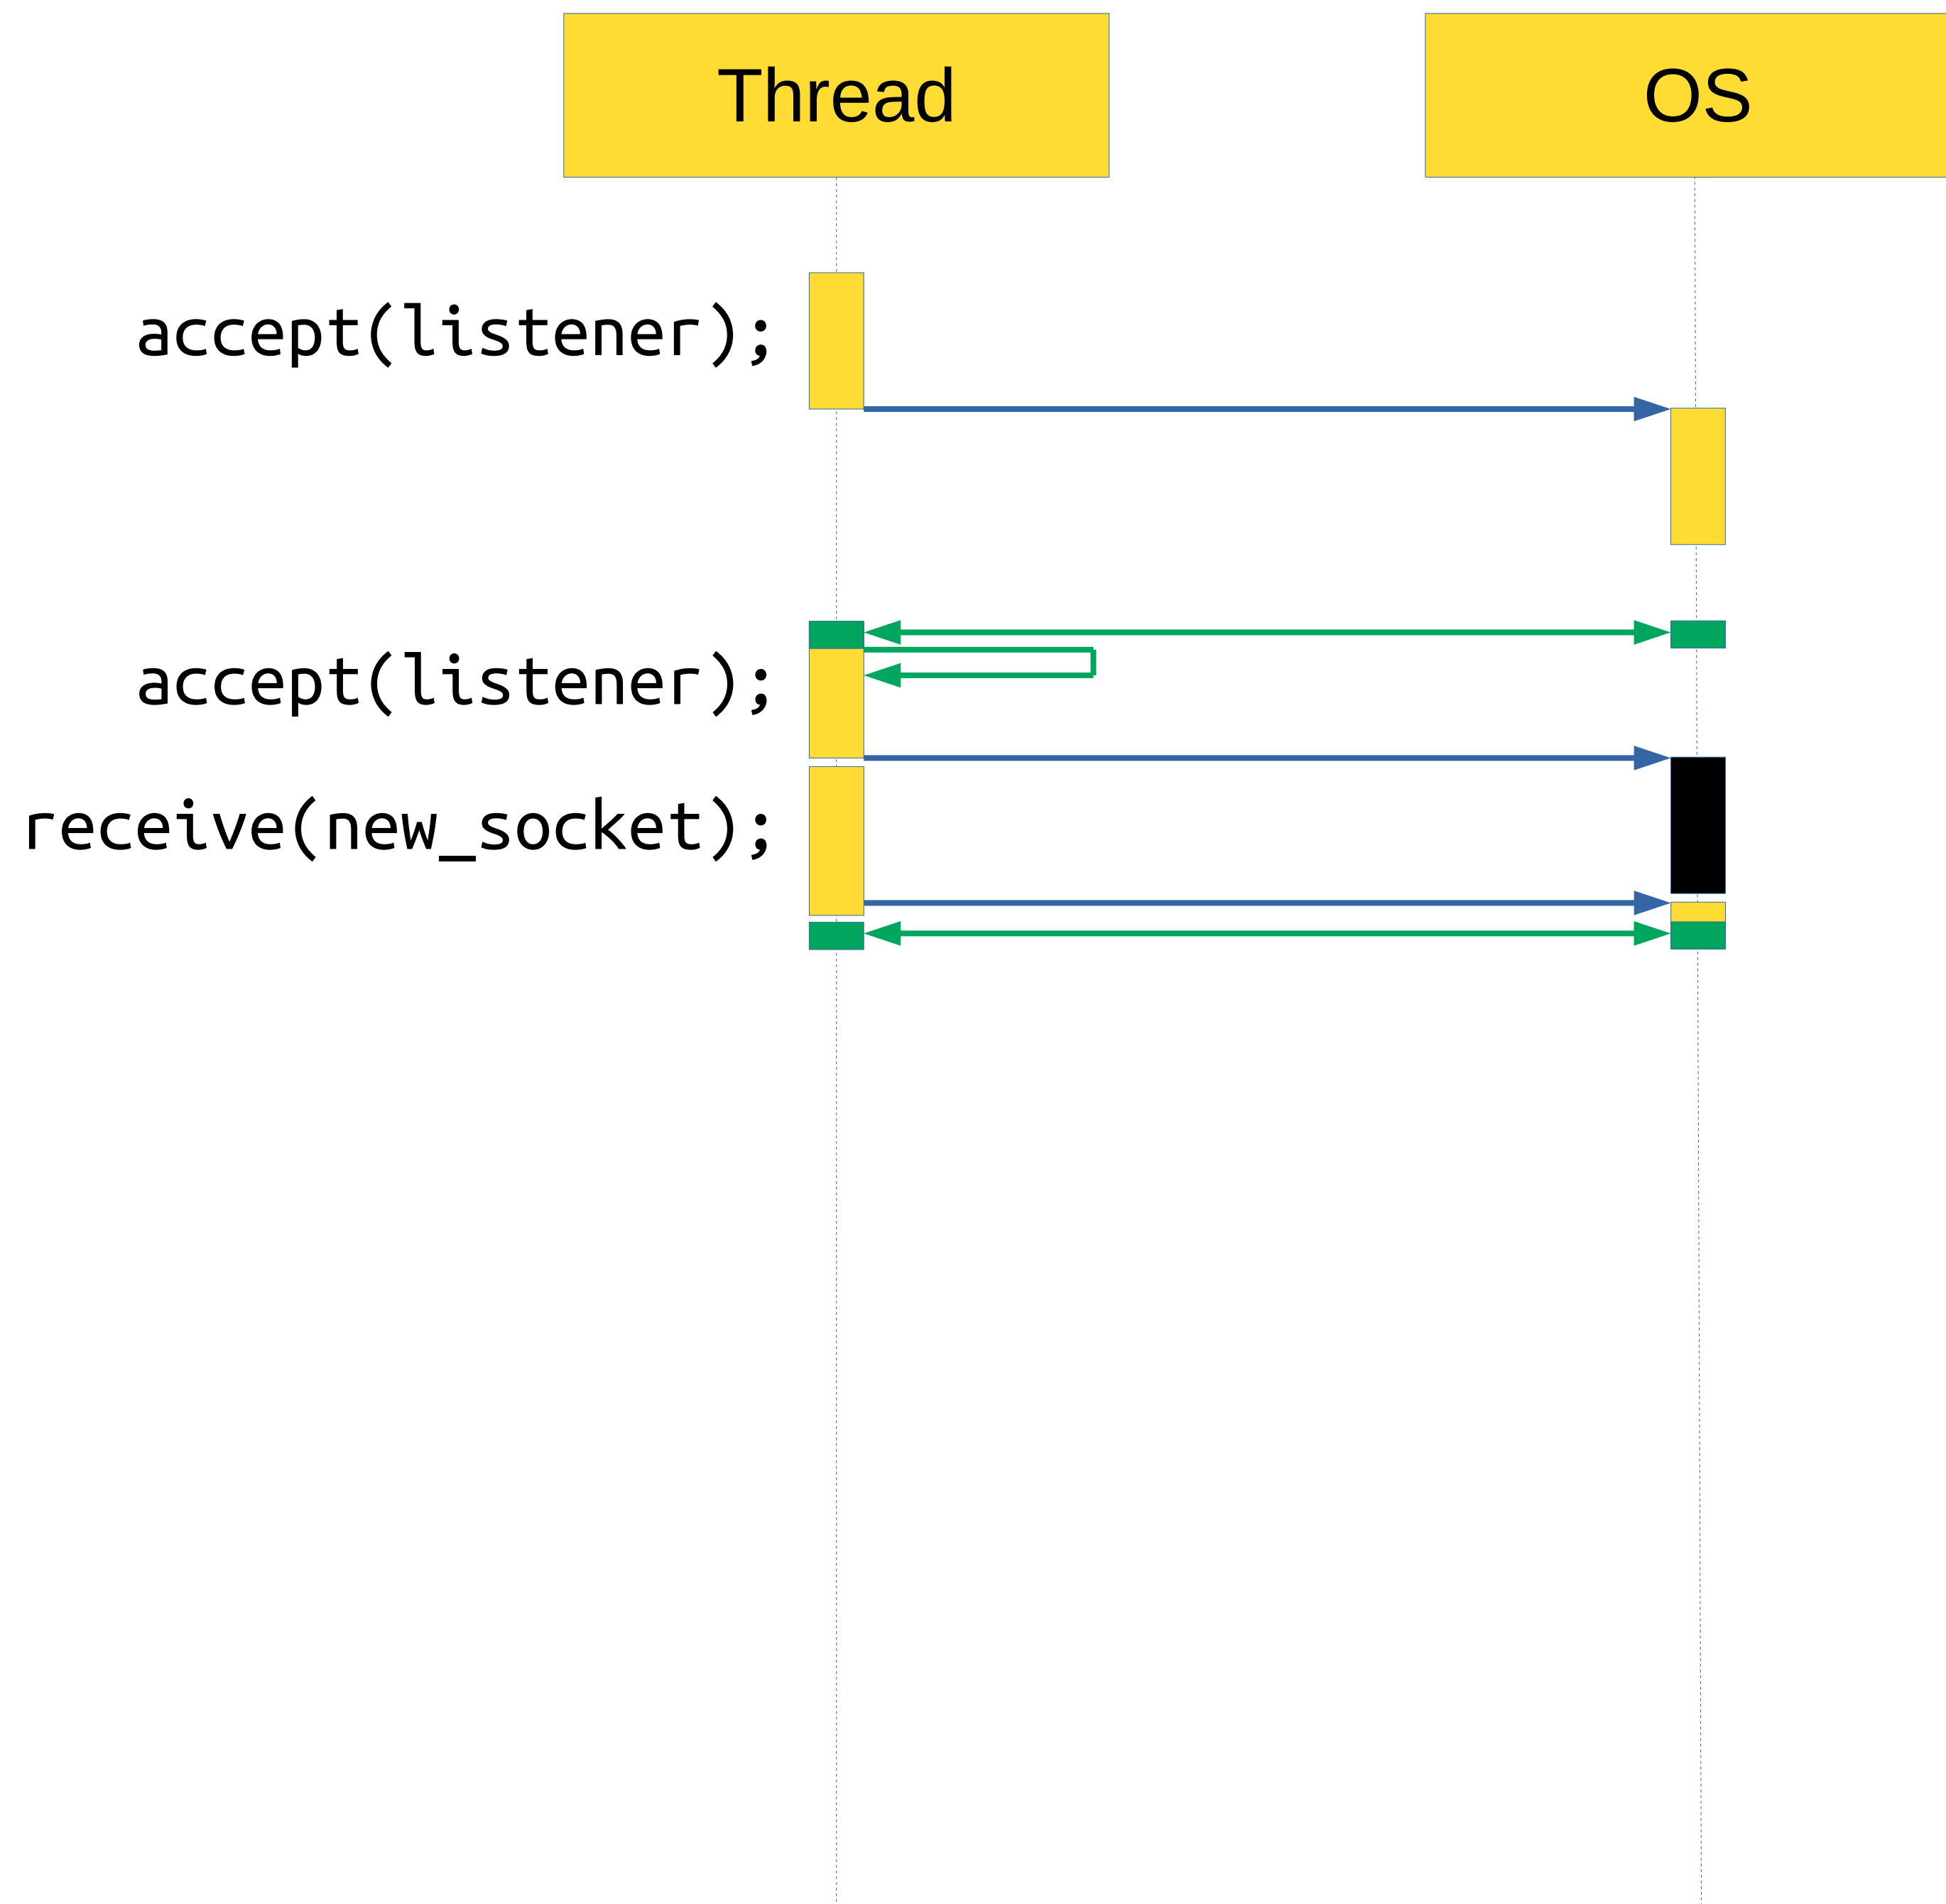 Thread
OS
accept(listener);
accept(listener);
receive(new_socket);